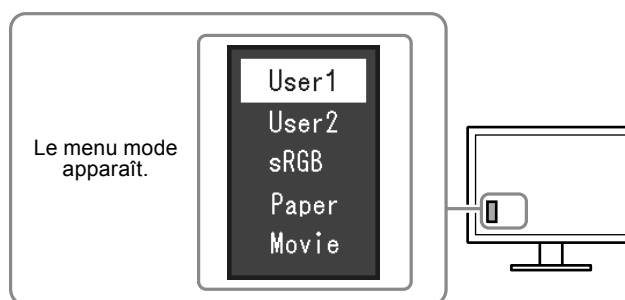 Le menu mode
apparaît.
User1
User2
sRGB
Paper
Movie